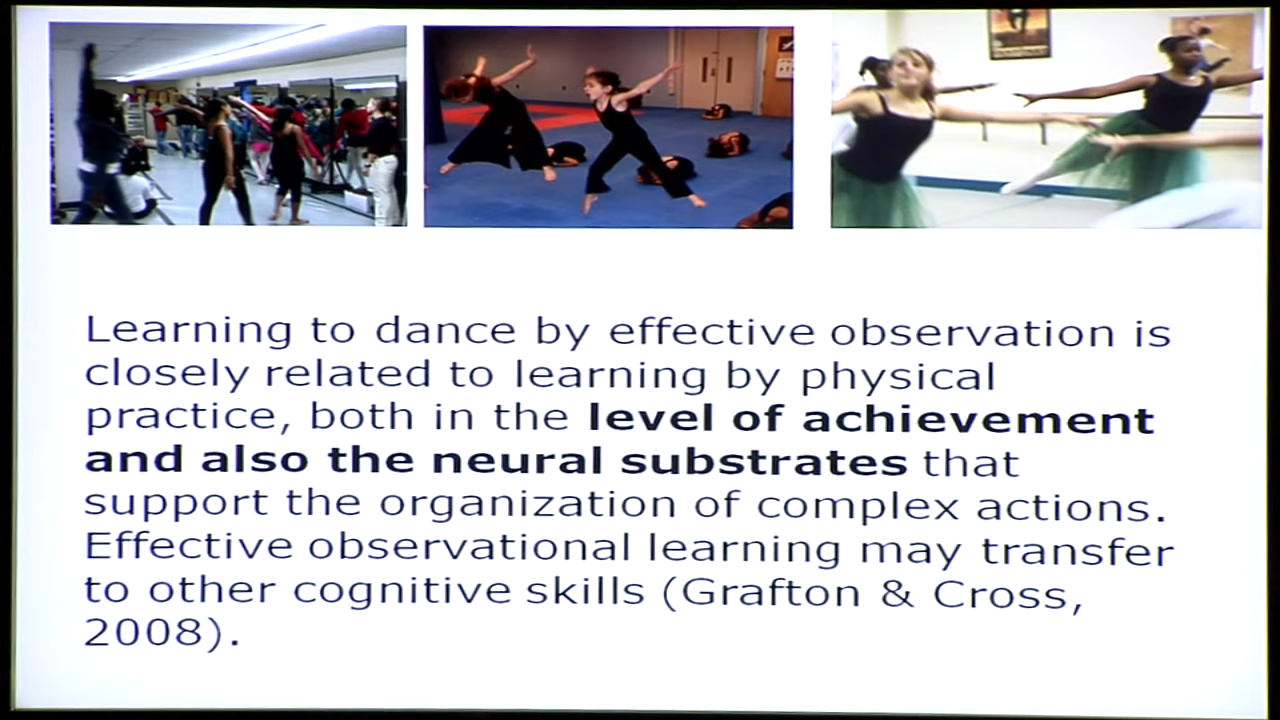 Learning to dance by effective observation is
closely related to learning by physical
practice, both in the level of achievement
and also the neural substrates that
support the organization of complex actions.
Effective observational learning may transfer
to other cognitive skills (Grafton & Cross,
2008).